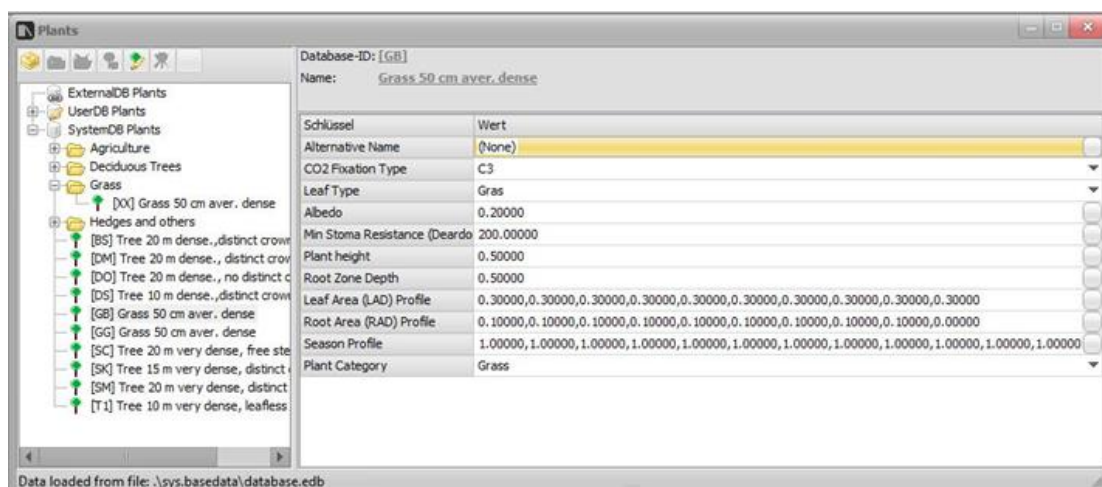 Plants
Database-ID: [GB]
Name: Grass 50 cm aver. dense
ExternalDB Plants
UserDB Plants
SystemDB Plants
Agriculture
Deciduous Trees
Grass
[XX] Grass 50 cm aver. dense
Hedges and others
[BS] Tree 20 m dense.,distinct crown
[DM] Tree 20 m dense., distinct crow
[DO] Tree 20 m dense., no distinct c
[DS] Tree 10 m dense.,distinct crown
[GB] Grass 50 cm aver. dense
[GG] Grass 50 cm aver. dense
[SC] Tree 20 m very dense, free ste
[SK] Tree 15 m very dense, distinct
[SM] Tree 20 m very dense, distinct
[T1] Tree 10 m very dense, leafless
Schlüssel Wert
Alternative Name (None)
CO2 Fixation Type C3
Leaf Type Gras
Albedo 0.20000
Min Stoma Resistance (Deardo 200.00000
Plant height 0.50000
Root Zone Depth 0.50000
Leaf Area (LAD) Profile 0.30000,0.30000,0.30000,0.30000,0.30000,0.30000,0.30000,0.30000,0.30000,0.30000
Root Area (RAD) Profile 0.10000,0.10000,0.10000,0.10000,0.10000,0.10000,0.10000,0.10000,0.10000,0.00000
Season Profile 1.00000,1.00000,1.00000,1.00000,1.00000,1.00000,1.00000,1.00000,1.00000,1.00000,1.00000,1.00000
Plant Category Grass
Data loaded from file: .\sys.basedata\database.edb